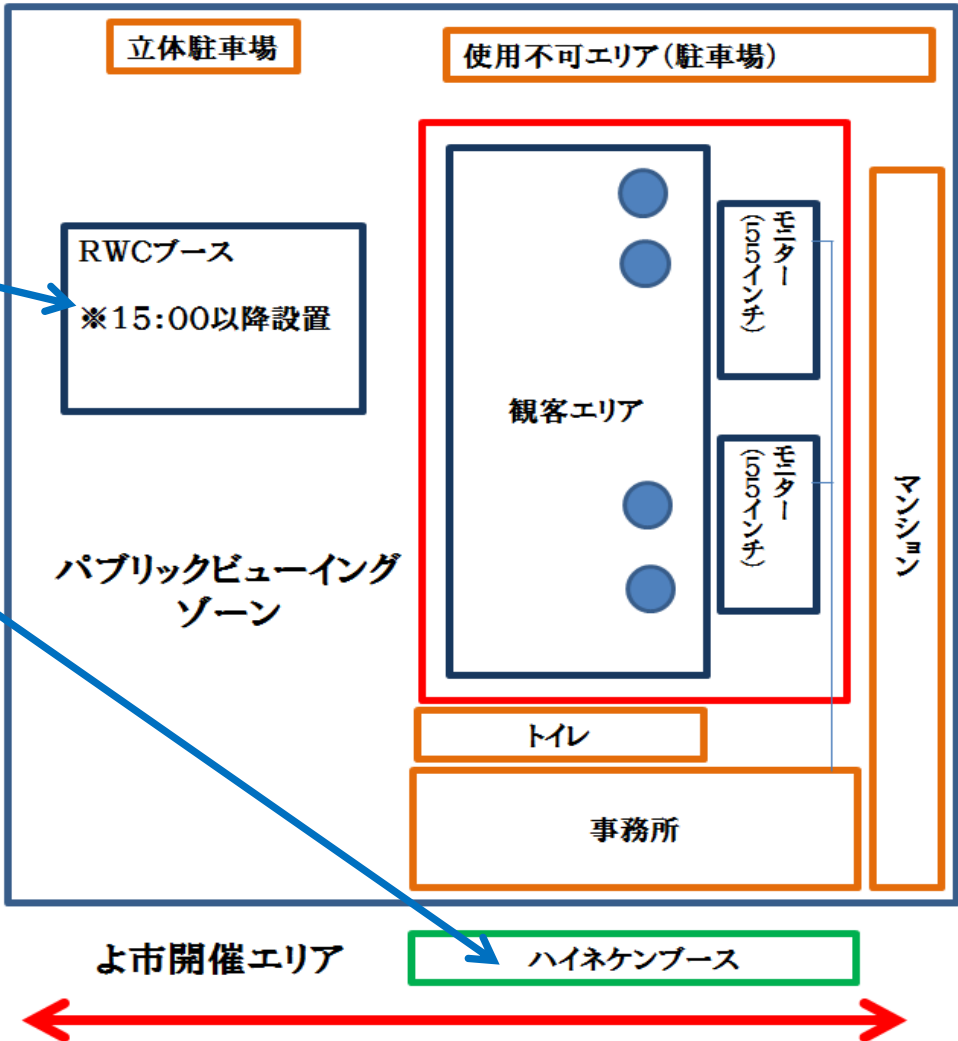 立体駐車場
使用不可エリア(駐車場)
RWCブース
※15:00以降設置
モニター
(55インチ)
観客エリア
モニター
(55インチ)
マンション
パブリックビューイング
ゾーン
トイレ
事務所
よ市開催エリア
ハイネケンブース